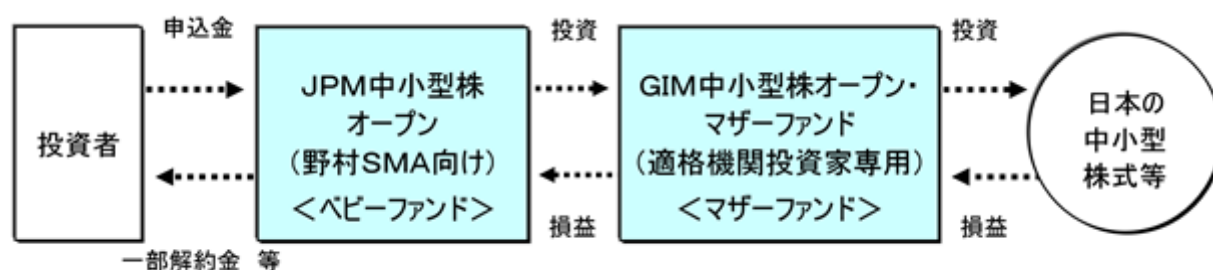 申込金
投資
投資
投資者
JPM中小型株
オープン
(野村SMA向け)
<ベビーファンド>
GIM中小型株オープン・
マザーファンド
(適格機関投資家専用)
<マザーファンド>
日本の
中小型
株式等
損益
損益
一部解約金 等